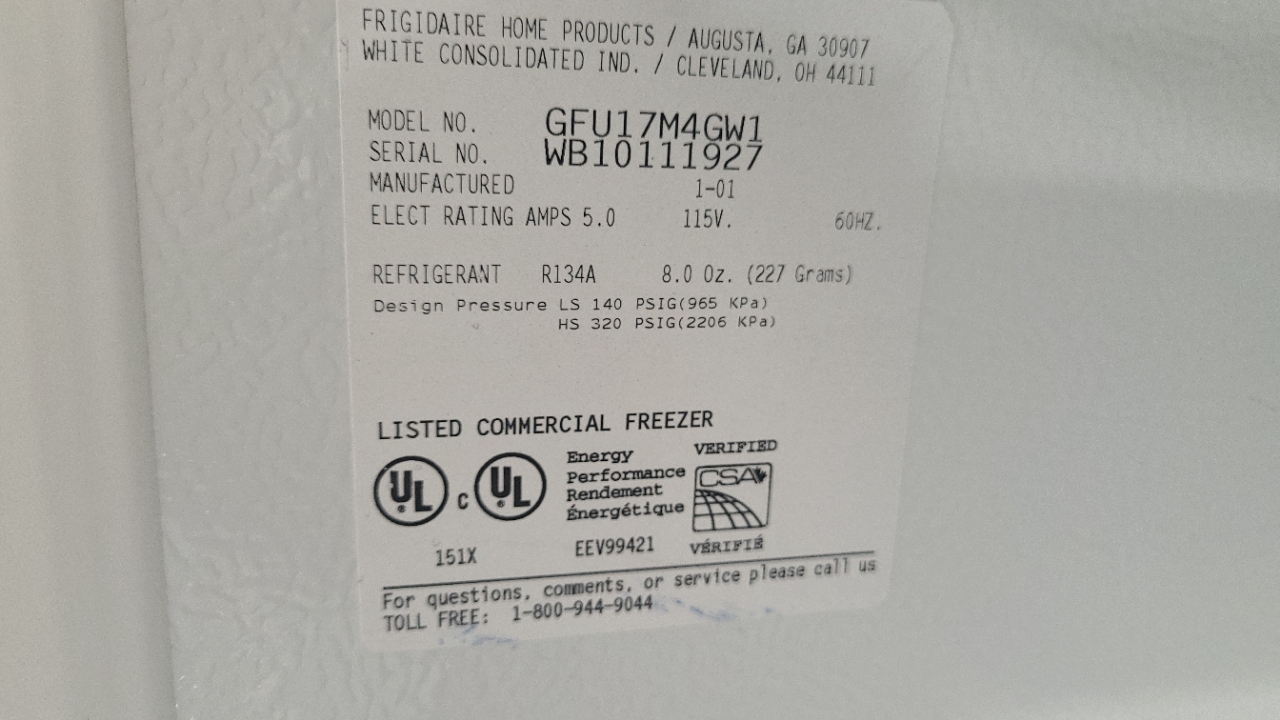 FRIGIDAIRE HOME PRODUCTS / AUGUSTA, GA 30907
WHITE CONSOLIDATED IND. / CLEVELAND, OH 44111
MODEL NO. GFU17M4GW1
SERIAL NO. WB10111927
MANUFACTURED 1-01
ELECT RATING AMPS 5.0 115V. 60HZ.
REFRIGERANT R134A 8.0 Oz. (227 Grams)
Design Pressure LS 140 PSIG(965 KPa)
HS 320 PSIG(2206 KPa)
LISTED COMMERCIAL FREEZER
UL ® C UL ®
Energy
Performance
Rendement
Énergétique
VERIFIED
CSA
VÉRIFIÉ
151X EEV99421
For questions, comments, or service please call us
TOLL FREE: 1-800-944-9044